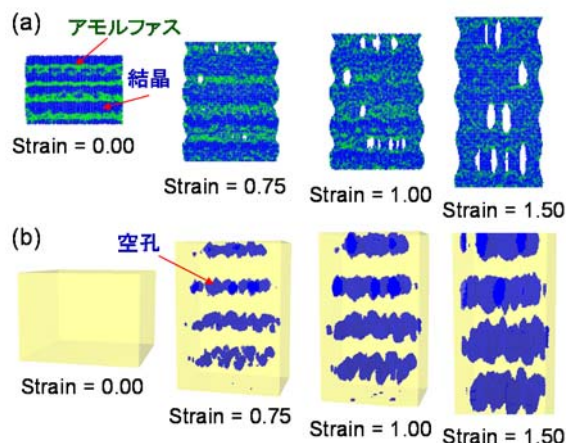 (a)
アモルファス
結晶
Strain = 0.00
Strain = 0.75
Strain = 1.00
Strain = 1.50
(b)
空孔
Strain = 0.00
Strain = 0.75
Strain = 1.00
Strain = 1.50